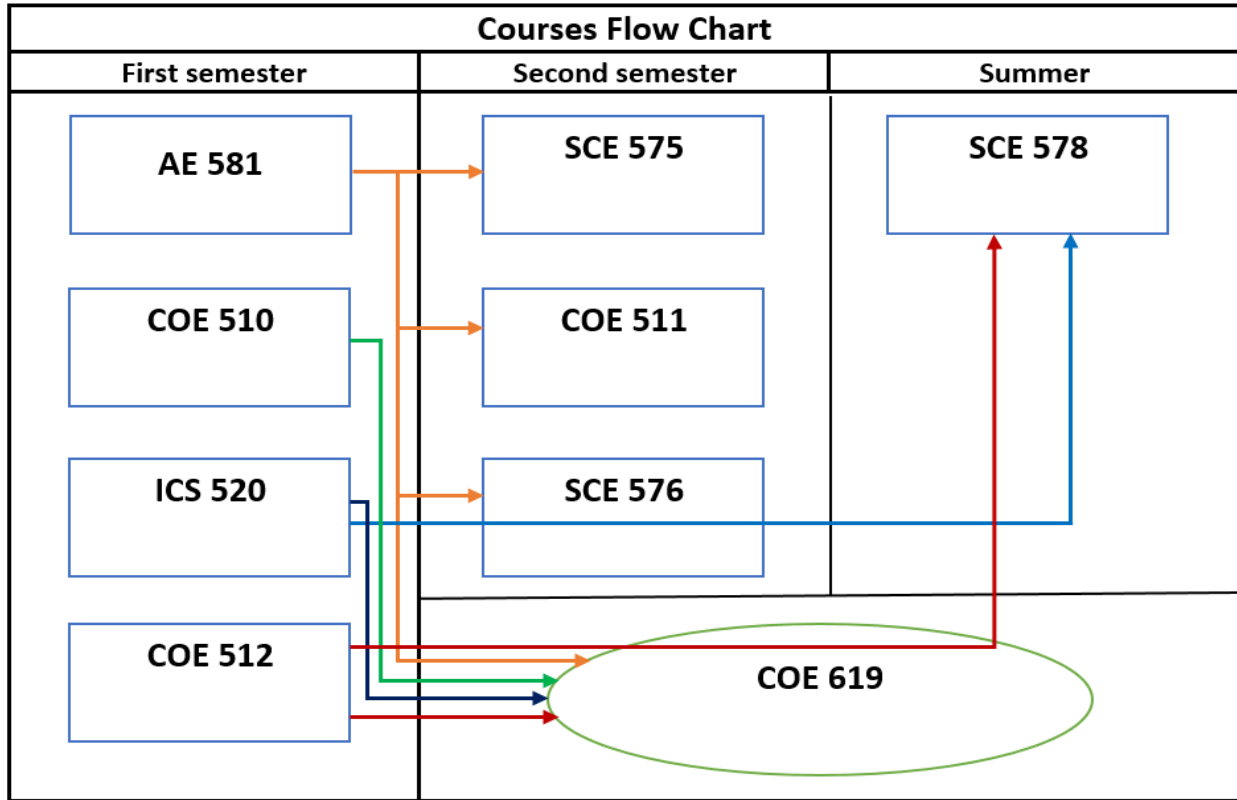 Courses Flow Chart
First semester
Second semester
Summer
AE 581
SCE 575
SCE 578
COE 510
COE 511
ICS 520
SCE 576
COE 512
COE 619